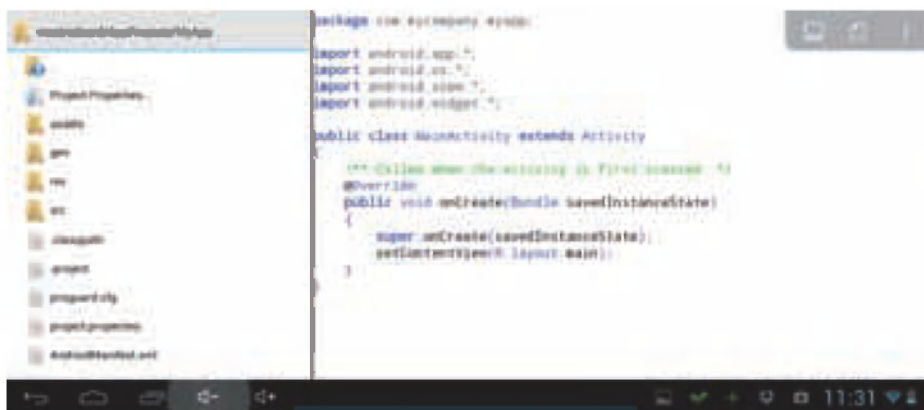 MyApp
Project Properties...
assets
gen
res
src
.classpath
.project
proguard.cfg
project.properties
AndroidManifest.xml
package com.mycompany.myapp;
import android.app.*;
import android.os.*;
import android.view.*;
import android.widget.*;
public class MainActivity extends Activity
{
/** Called when the activity is first created. */
@Override
public void onCreate(Bundle savedInstanceState)
{
super.onCreate(savedInstanceState);
setContentView(R.layout.main);
}
}
11:31